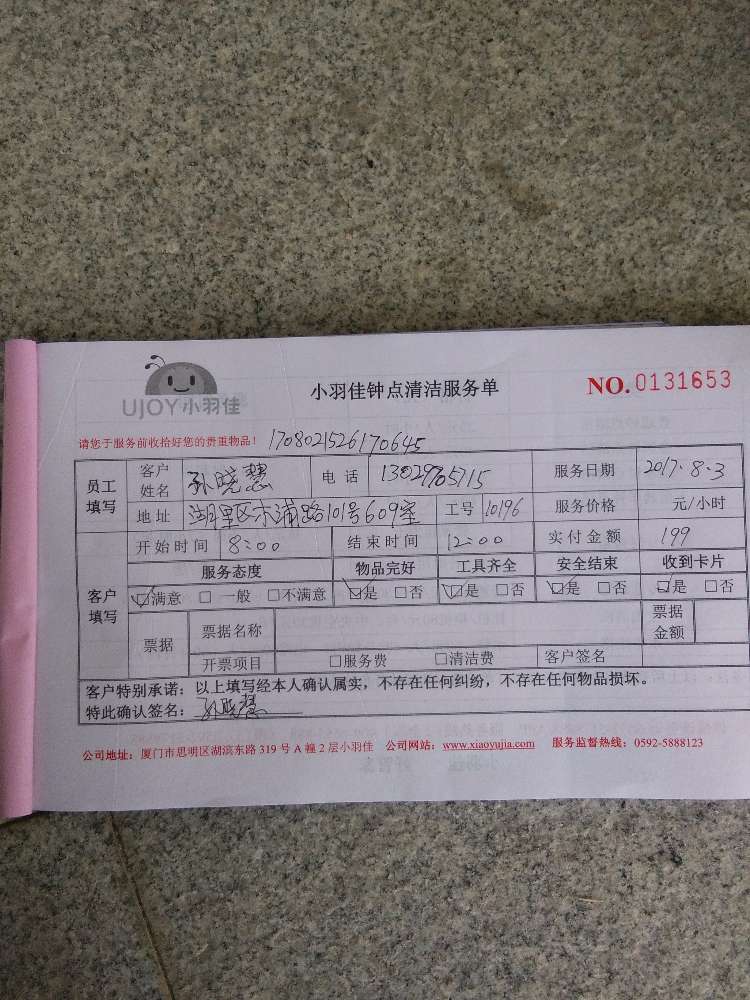 UJOY小羽佳
小羽佳钟点清洁服务单
NO.0131653
请您于服务前收拾好您的贵重物品！ 1708021526170645
员工填写 客户姓名 孙晓慧 电话 13029705715 服务日期 2017.8.3
地址 湖里区木浦路101号609室 工号 10196 服务价格 元/小时
客户填写 开始时间 8:00 结束时间 12:00 实付金额 199
服务态度 物品完好 工具齐全 安全结束 收到卡片
☑满意 □一般 □不满意 ☑是 □否 ☑是 □否 ☑是 □否 ☑是 □否
票据 票据名称 票据金额
开票项目 □服务费 □清洁费 客户签名
客户特别承诺：以上填写经本人确认属实，不存在任何纠纷，不存在任何物品损坏。
特此确认签名：孙晓慧
公司地址：厦门市思明区湖滨东路 319 号 A 幢 2 层小羽佳 公司网站：www.xiaoyujia.com 服务监督热线：0592-5888123